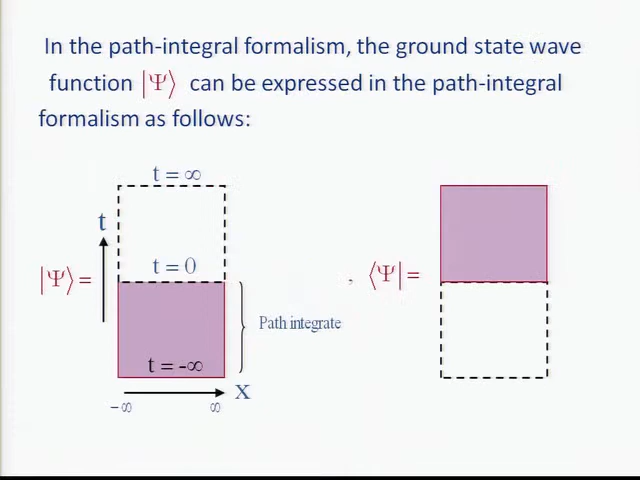 In the path-integral formalism, the ground state wave
function |Ψ⟩ can be expressed in the path-integral
formalism as follows:
t = ∞
t
t = 0
|Ψ⟩ =
, ⟨Ψ| =
Path integrate
t = -∞
X
-∞
∞